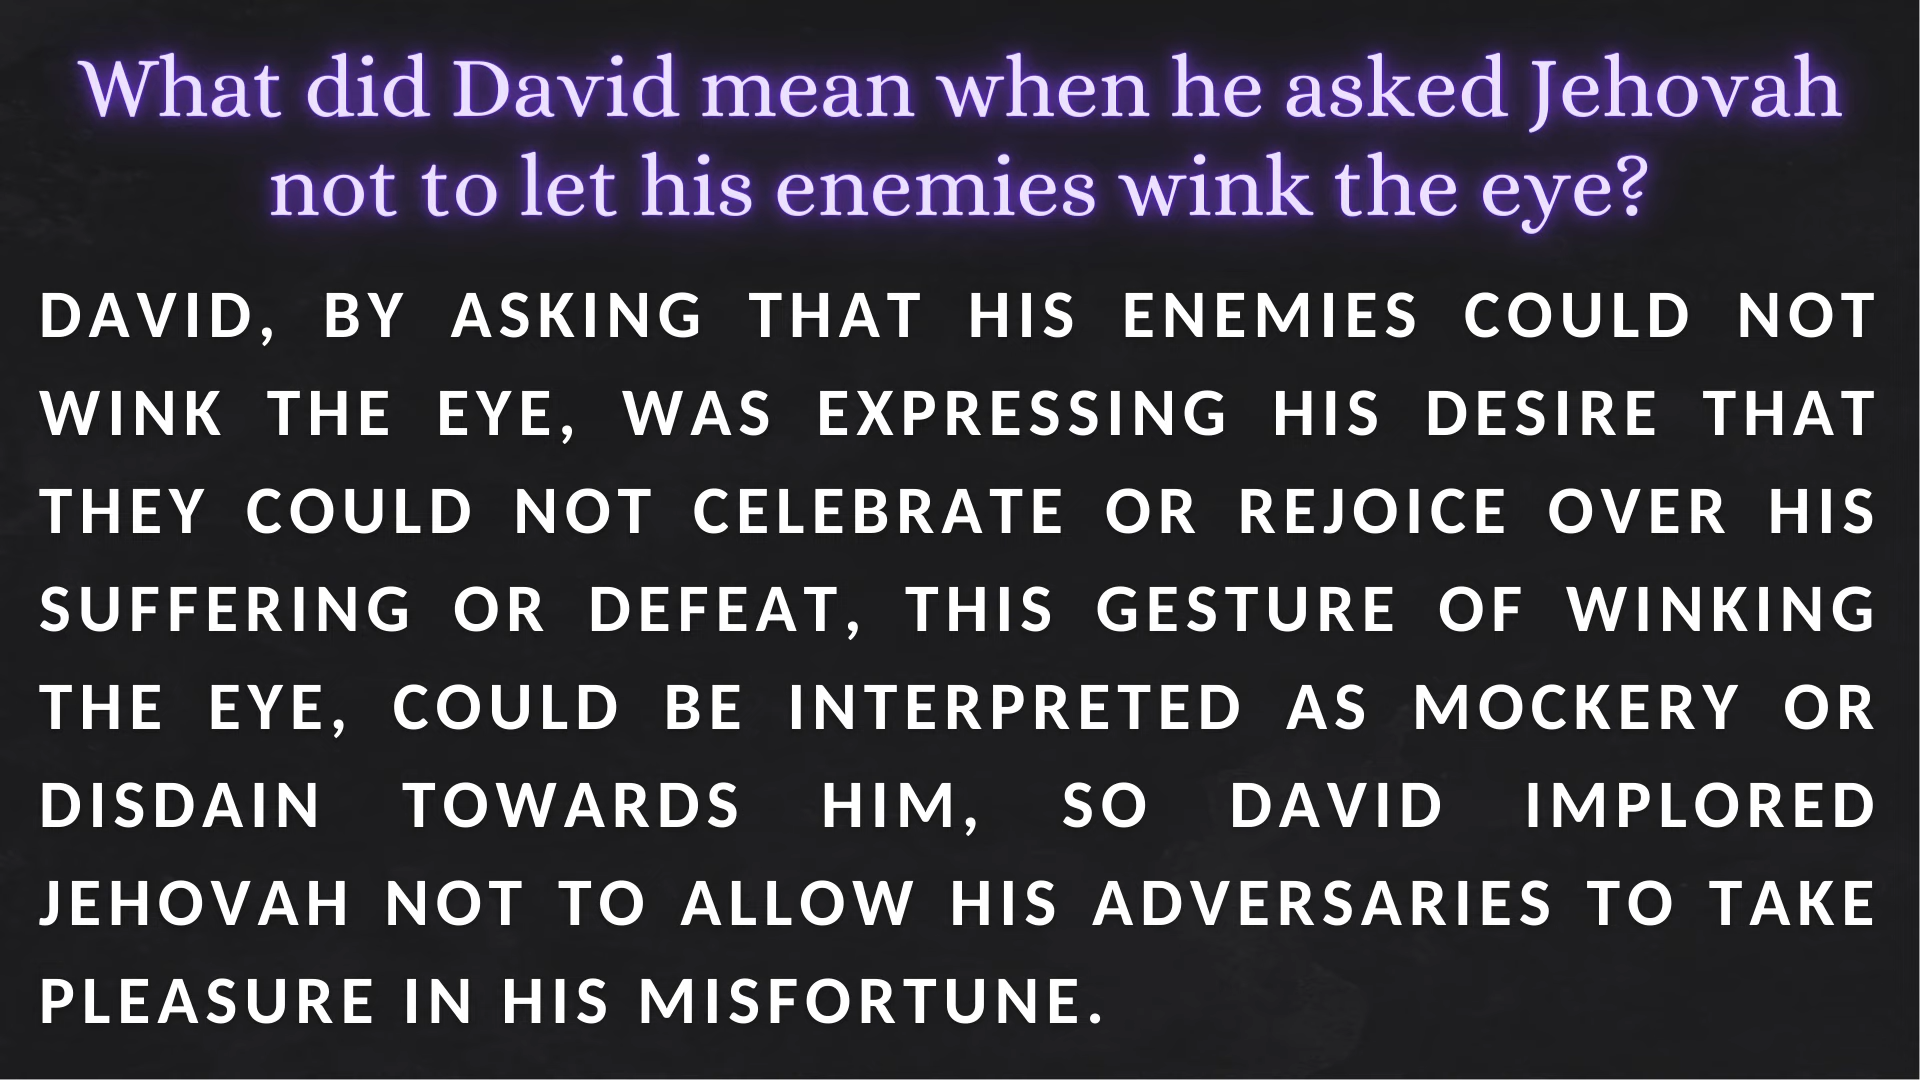 What did David mean when he asked Jehovah
not to let his enemies wink the eye?
DAVID, BY ASKING THAT HIS ENEMIES COULD NOT
WINK THE EYE, WAS EXPRESSING HIS DESIRE THAT
THEY COULD NOT CELEBRATE OR REJOICE OVER HIS
SUFFERING OR DEFEAT, THIS GESTURE OF WINKING
THE EYE, COULD BE INTERPRETED AS MOCKERY OR
DISDAIN TOWARDS HIM, SO DAVID IMPLORED
JEHOVAH NOT TO ALLOW HIS ADVERSARIES TO TAKE
PLEASURE IN HIS MISFORTUNE.